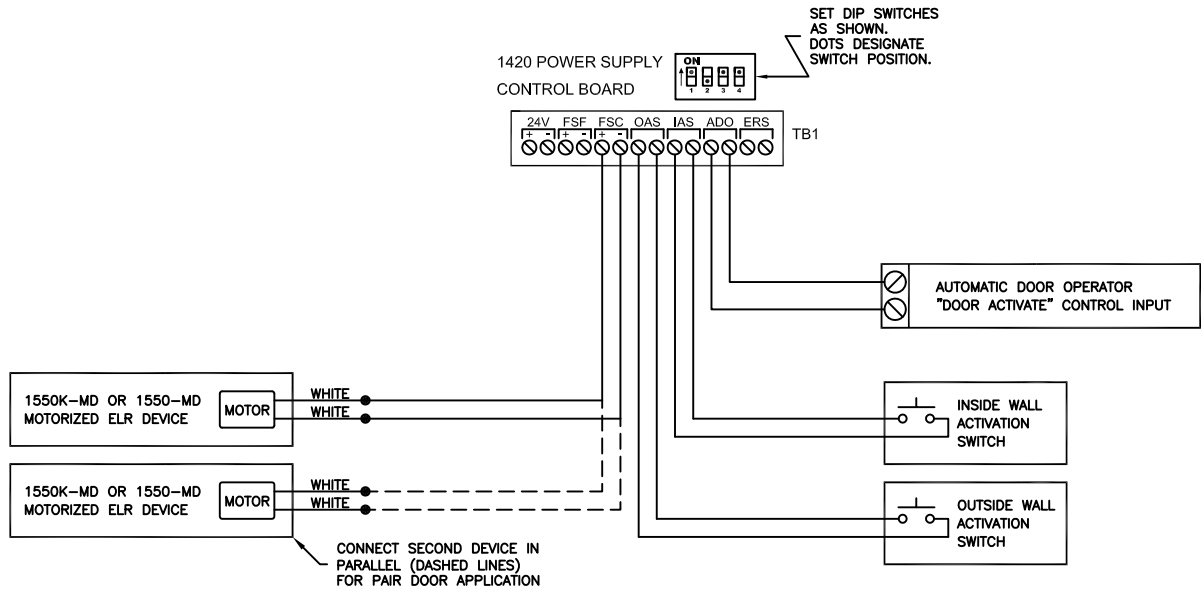 SET DIP SWITCHES
AS SHOWN.
DOTS DESIGNATE
SWITCH POSITION.
1420 POWER SUPPLY
CONTROL BOARD
ON
1 2 3 4
24V FSF FSC OAS IAS ADO ERS
+ - + - + -
TB1
AUTOMATIC DOOR OPERATOR
"DOOR ACTIVATE" CONTROL INPUT
1550K-MD OR 1550-MD
MOTORIZED ELR DEVICE
MOTOR
WHITE
WHITE
INSIDE WALL
ACTIVATION
SWITCH
1550K-MD OR 1550-MD
MOTORIZED ELR DEVICE
MOTOR
WHITE
WHITE
OUTSIDE WALL
ACTIVATION
SWITCH
CONNECT SECOND DEVICE IN
PARALLEL (DASHED LINES)
FOR PAIR DOOR APPLICATION